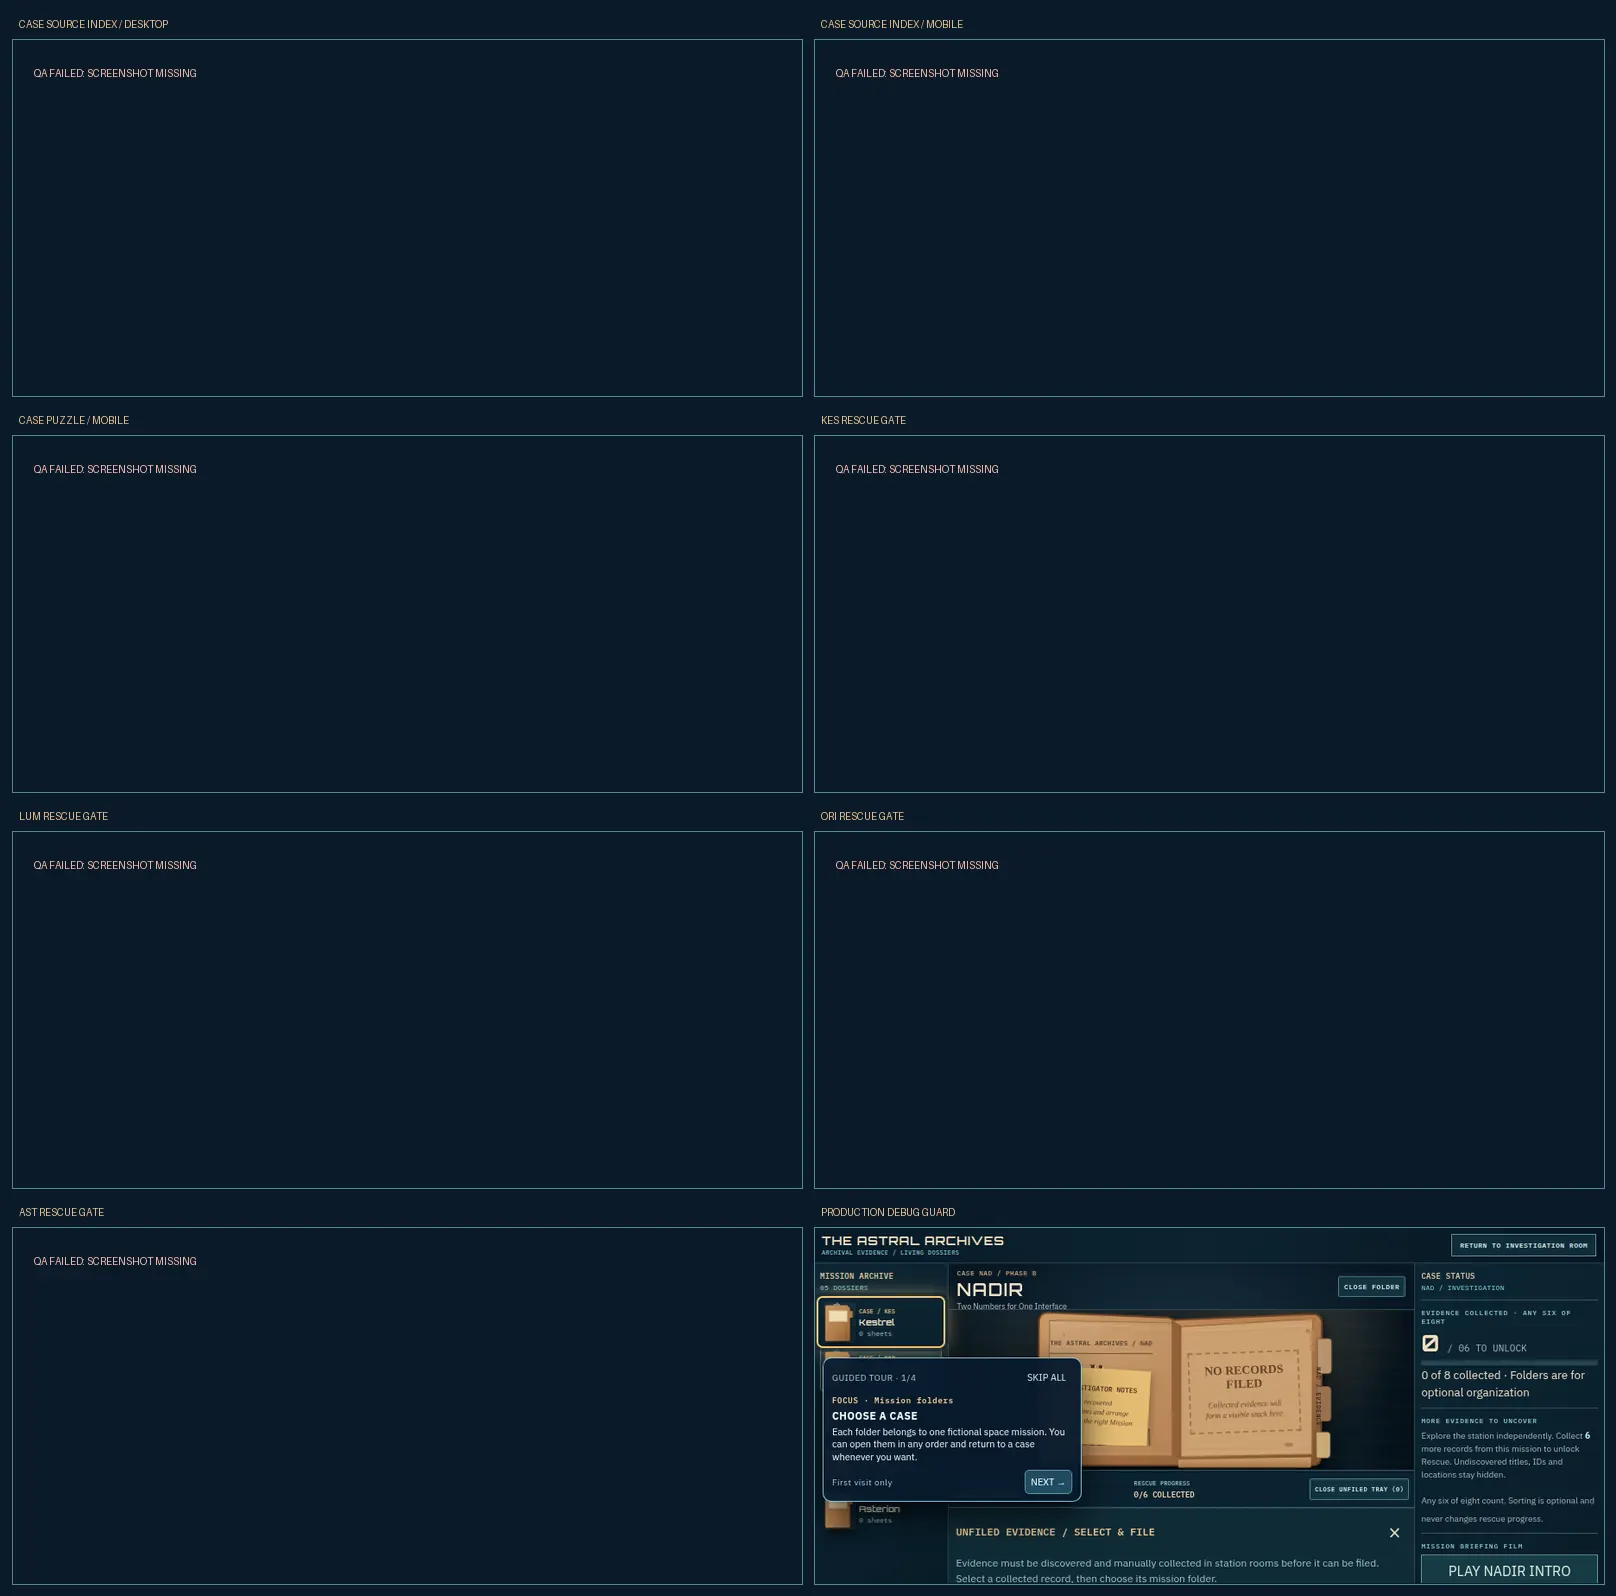 CASE SOURCE INDEX / DESKTOP
CASE SOURCE INDEX / MOBILE
QA FAILED: SCREENSHOT MISSING
QA FAILED: SCREENSHOT MISSING
CASE PUZZLE / MOBILE
KES RESCUE GATE
QA FAILED: SCREENSHOT MISSING
QA FAILED: SCREENSHOT MISSING
LUM RESCUE GATE
ORI RESCUE GATE
QA FAILED: SCREENSHOT MISSING
QA FAILED: SCREENSHOT MISSING
AST RESCUE GATE
QA FAILED: SCREENSHOT MISSING
PRODUCTION DEBUG GUARD
THE ASTRAL ARCHIVES
ARCHIVAL EVIDENCE / LIVING DOSSIERS
RETURN TO INVESTIGATION ROOM
MISSION ARCHIVE
05 DOSSIERS
CASE / KES
Kestrel
0 sheets
GUIDED TOUR · 1/4
SKIP ALL
FOCUS · Mission folders
CHOOSE A CASE
Each folder belongs to one fictional space mission. You
can open them in any order and return to a case
whenever you want.
First visit only
NEXT →
Asterion
0 sheets
CASE NAD / PHASE B
NADIR
Two Numbers for One Interface
CLOSE FOLDER
THE ASTRAL ARCHIVES / NAD
TIGATOR NOTES
recovered
and arrange
the right Mission
NO RECORDS
FILED
Collected evidence will
form a visible stack here.
RESCUE PROGRESS
0/6 COLLECTED
CLOSE UNFILED TRAY (0)
UNFILED EVIDENCE / SELECT & FILE
×
Evidence must be discovered and manually collected in station rooms before it can be filed.
Select a collected record, then choose its mission folder.
CASE STATUS
NAD / INVESTIGATION
EVIDENCE COLLECTED · ANY SIX OF
EIGHT
0 / 06 TO UNLOCK
0 of 8 collected · Folders are for
optional organization
MORE EVIDENCE TO UNCOVER
Explore the station independently. Collect 6
more records from this mission to unlock
Rescue. Undiscovered titles, IDs and
locations stay hidden.
Any six of eight count. Sorting is optional and
never changes rescue progress.
MISSION BRIEFING FILM
PLAY NADIR INTRO